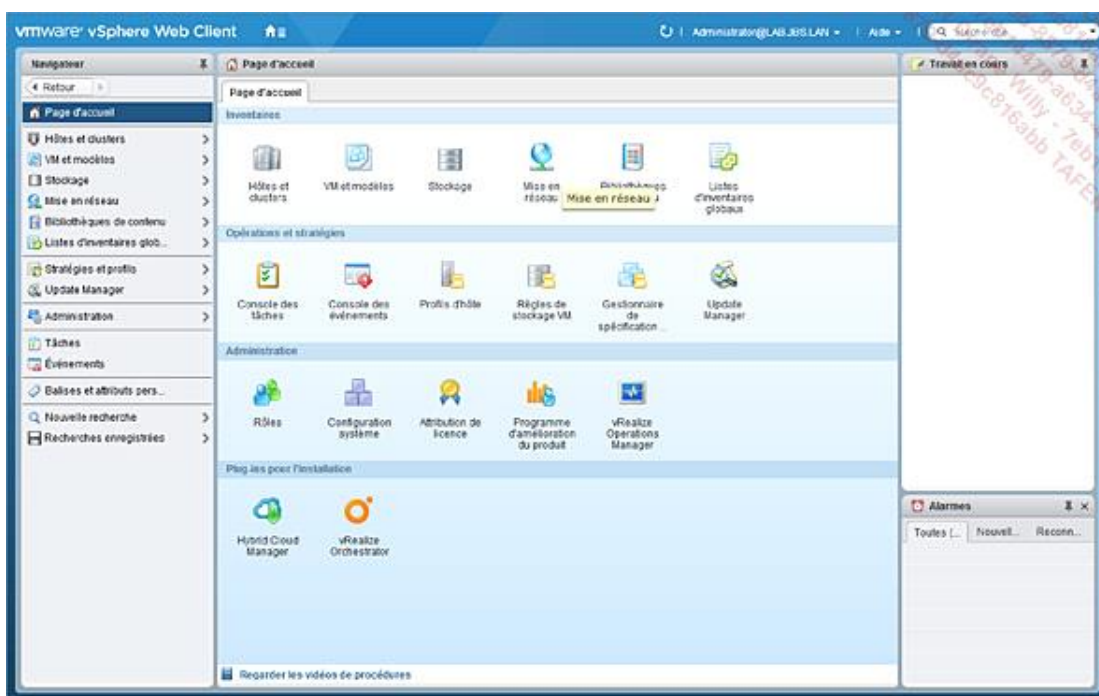 vmware® vSphere Web Client
Administrator@LAB.JBS.LAN
Aide
Navigateur
Retour
Page d'accueil
Hôtes et clusters
VM et modèles
Stockage
Mise en réseau
Bibliothèques de contenu
Listes d'inventaires glob...
Stratégies et profils
Update Manager
Administration
Tâches
Événements
Balises et attributs pers...
Nouvelle recherche
Recherches enregistrées
Page d'accueil
Page d'accueil
Inventaires
Hôtes et
clusters
VM et modèles
Stockage
Mise en
réseau
Mise en réseau
Bibliothèques
Listes
d'inventaires
globaux
Opérations et stratégies
Console des
tâches
Console des
événements
Profils d'hôte
Règles de
stockage VM
Gestionnaire
de
spécification...
Update
Manager
Administration
Rôles
Configuration
système
Attribution de
licence
Programme
d'amélioration
du produit
vRealize
Operations
Manager
Plug-ins pour l'installation
Hybrid Cloud
Manager
vRealize
Orchestrator
Regarder les vidéos de procédures
Travail en cours
Alarmes
Toutes (...
Nouvell...
Reconn...